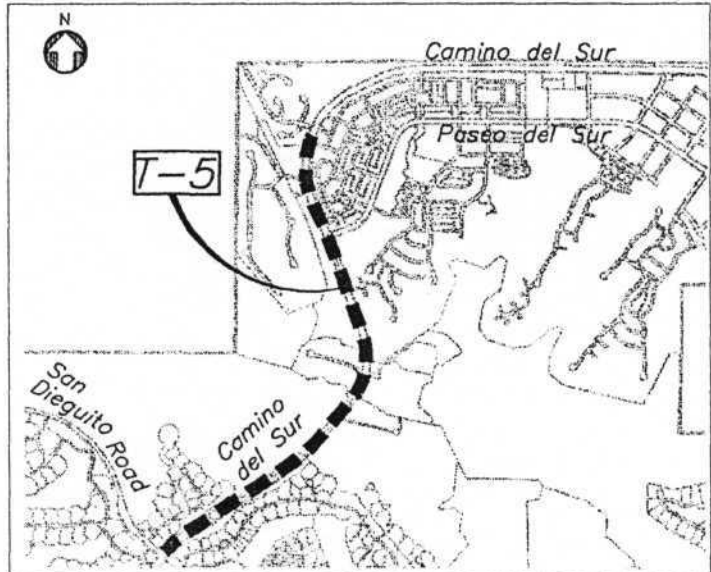 N
Camino del Sur
Paseo del Sur
T-5
San
Dieguito Road
Camino
del Sur